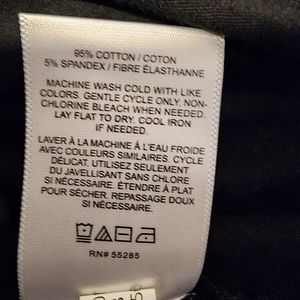 95% COTTON / COTON
5% SPANDEX / FIBRE ÉLASTHANNE
MACHINE WASH COLD WITH LIKE
COLORS. GENTLE CYCLE ONLY. NON-
CHLORINE BLEACH WHEN NEEDED.
LAY FLAT TO DRY. COOL IRON
IF NEEDED.
LAVER À LA MACHINE À L'EAU FROIDE
AVEC COULEURS SIMILAIRES. CYCLE
DÉLICAT. UTILISEZ SEULEMENT
DU JAVELLISANT SANS CHLORE
SI NÉCESSAIRE. ÉTENDRE À PLAT
POUR SÉCHER. REPASSAGE DOUX
SI NÉCESSAIRE.
RN# 55285